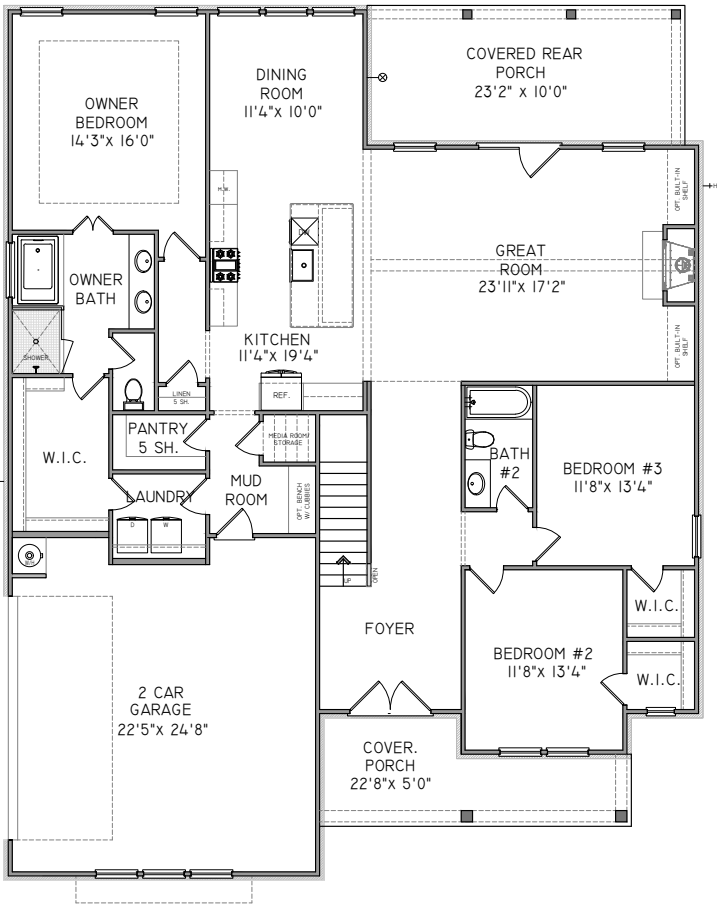 COVERED REAR
PORCH
23'2" x 10'0"
DINING
ROOM
11'4"x 10'0"
OWNER
BEDROOM
14'3"x 16'0"
M.W.
OPT. BUILT-IN
SHELF
DW
GREAT
ROOM
23'11"x 17'2"
OWNER
BATH
OPT. BUILT-IN
SHELF
KITCHEN
11'4"x 19'4"
SHOWER
LINEN
5 SH.
REF.
PANTRY
5 SH.
MEDIA ROOM/
STORAGE
W.I.C.
BATH
#2
BEDROOM #3
11'8"x 13'4"
MUD
ROOM
OPT. BENCH
W/ CUBBIES
LAUNDRY
D
W
WH
UP
OPEN
W.I.C.
FOYER
BEDROOM #2
11'8"x 13'4"
W.I.C.
2 CAR
GARAGE
22'5"x 24'8"
COVER.
PORCH
22'8"x 5'0"